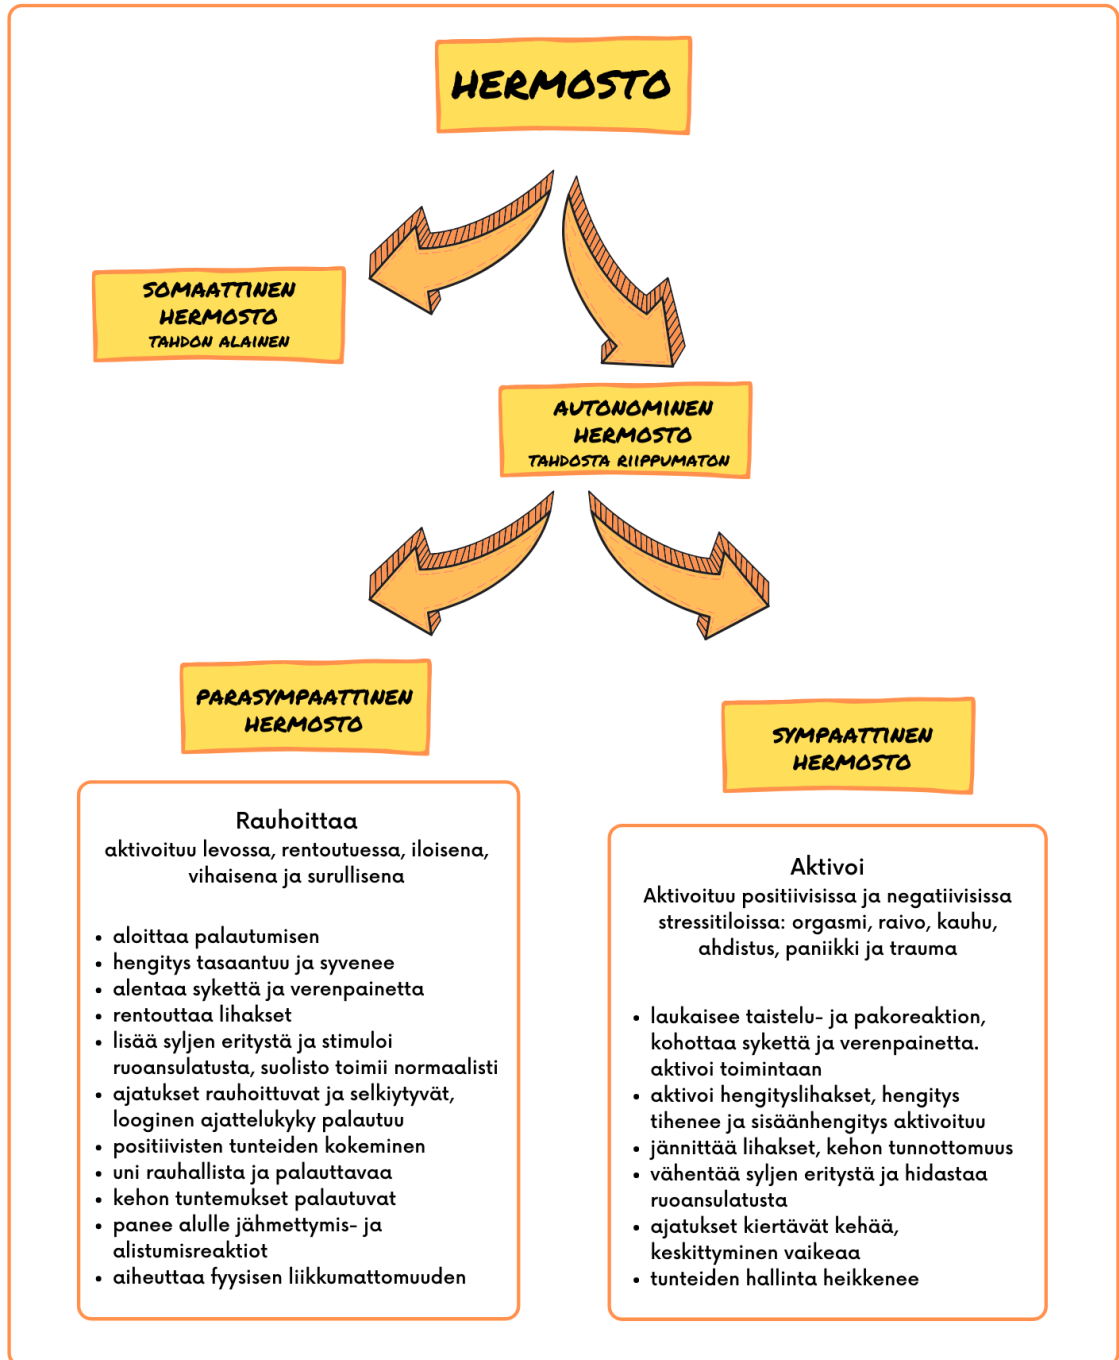 HERMOSTO
SOMAATTINEN
HERMOSTO
TAHDON ALAINEN
AUTONOMINEN
HERMOSTO
TAHDOSTA RIIPPUMATON
PARASYMPAATTINEN
HERMOSTO
SYMPAATTINEN
HERMOSTO
Rauhoittaa
aktivoituu levossa, rentoutuessa, iloisena,
vihaisena ja surullisena
• aloittaa palautumisen
• hengitys tasaantuu ja syvenee
• alentaa sykettä ja verenpainetta
• rentouttaa lihakset
• lisää syljen eritystä ja stimuloi
ruoansulatusta, suolisto toimii normaalisti
• ajatukset rauhoittuvat ja selkiytyvät,
looginen ajattelukyky palautuu
• positiivisten tunteiden kokeminen
• uni rauhallista ja palauttavaa
• kehon tuntemukset palautuvat
• panee alulle jähmettymis- ja
alistumisreaktiot
• aiheuttaa fyysisen liikkumattomuuden
Aktivoi
Aktivoituu positiivisissa ja negatiivisissa
stressitiloissa: orgasmi, raivo, kauhu,
ahdistus, paniikki ja trauma
• laukaisee taistelu- ja pakoreaktion,
kohottaa sykettä ja verenpainetta.
aktivoi toimintaan
• aktivoi hengityslihakset, hengitys
tihenee ja sisäänhengitys aktivoituu
• jännittää lihakset, kehon tunnottomuus
• vähentää syljen eritystä ja hidastaa
ruoansulatusta
• ajatukset kiertävät kehää,
keskittyminen vaikeaa
• tunteiden hallinta heikkenee